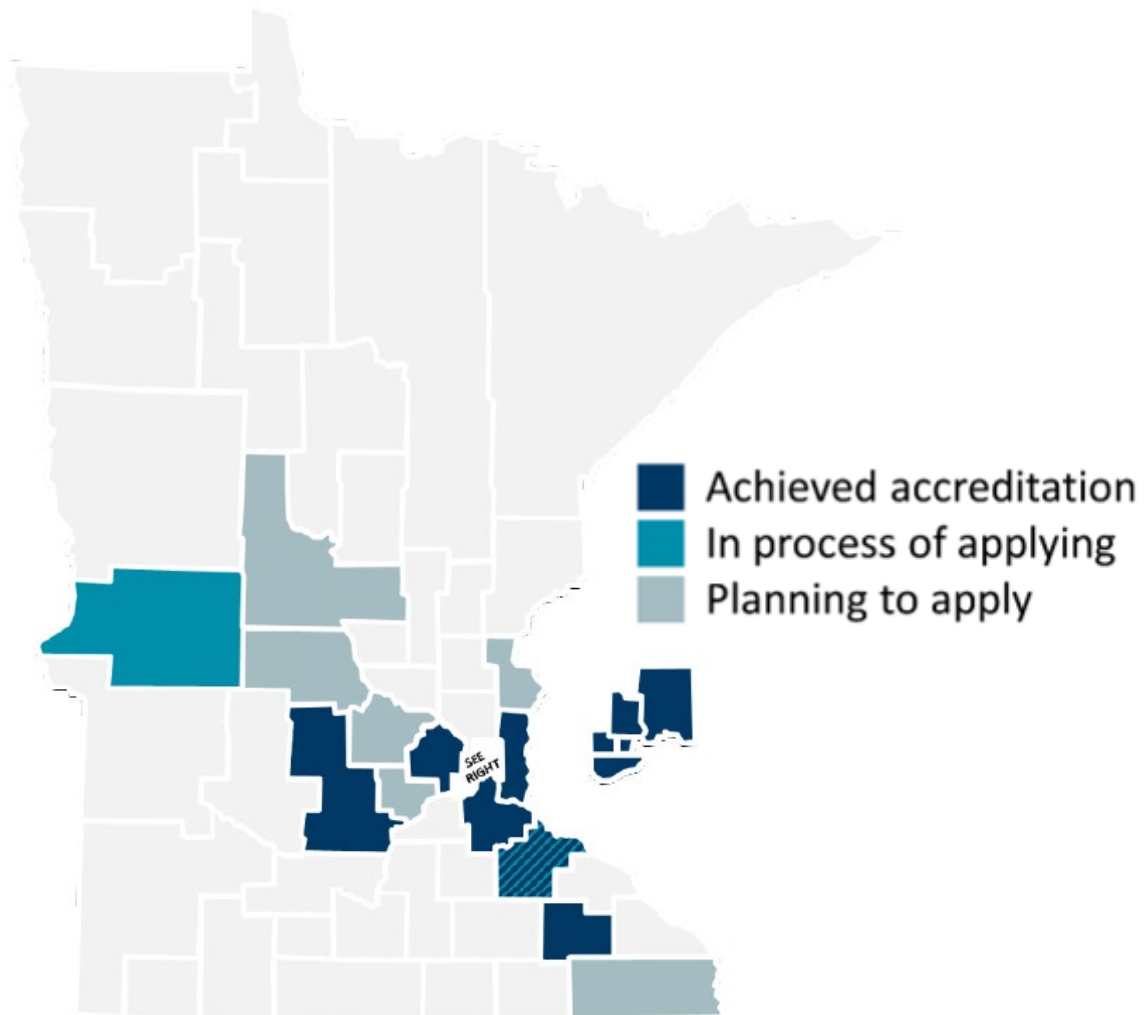 Achieved accreditation
In process of applying
Planning to apply
SEE
RIGHT